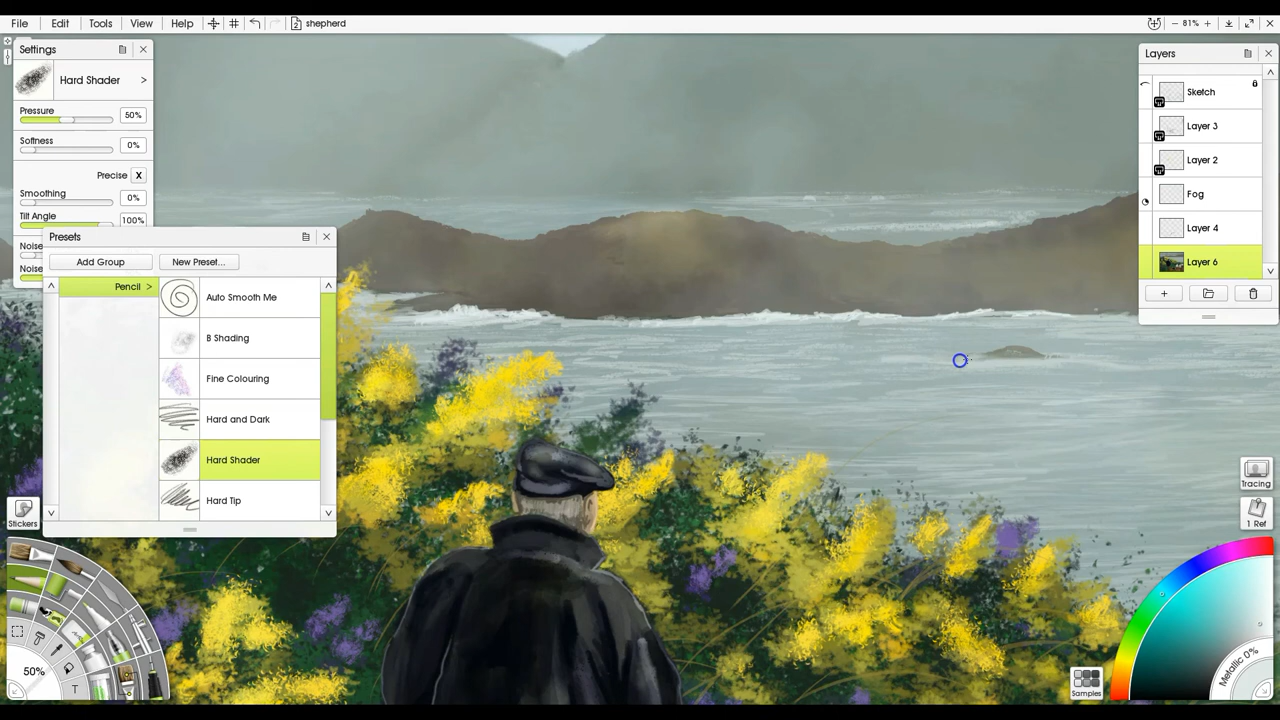 File Edit Tools View Help shepherd 81%
Settings
Hard Shader >
Pressure 50%
Softness 0%
Precise X
Smoothing 0%
Tilt Angle 100%
Noise
Noise
Presets
Add Group New Preset...
Pencil >
Auto Smooth Me
B Shading
Fine Colouring
Hard and Dark
Hard Shader
Hard Tip
Layers
Sketch
Layer 3
Layer 2
Fog
Layer 4
Layer 6
Stickers
50%
T
Tracing
1 Ref
Samples
Metallic 0%